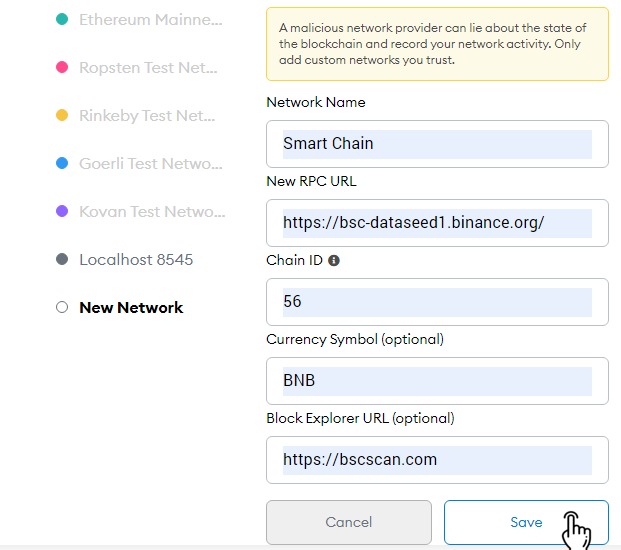 Ethereum Mainne...
Ropsten Test Net...
Rinkeby Test Net...
Goerli Test Netwo...
Kovan Test Netwo...
Localhost 8545
New Network
A malicious network provider can lie about the state of
the blockchain and record your network activity. Only
add custom networks you trust.
Network Name
Smart Chain
New RPC URL
https://bsc-dataseed1.binance.org/
Chain ID
56
Currency Symbol (optional)
BNB
Block Explorer URL (optional)
https://bscscan.com
Cancel
Save